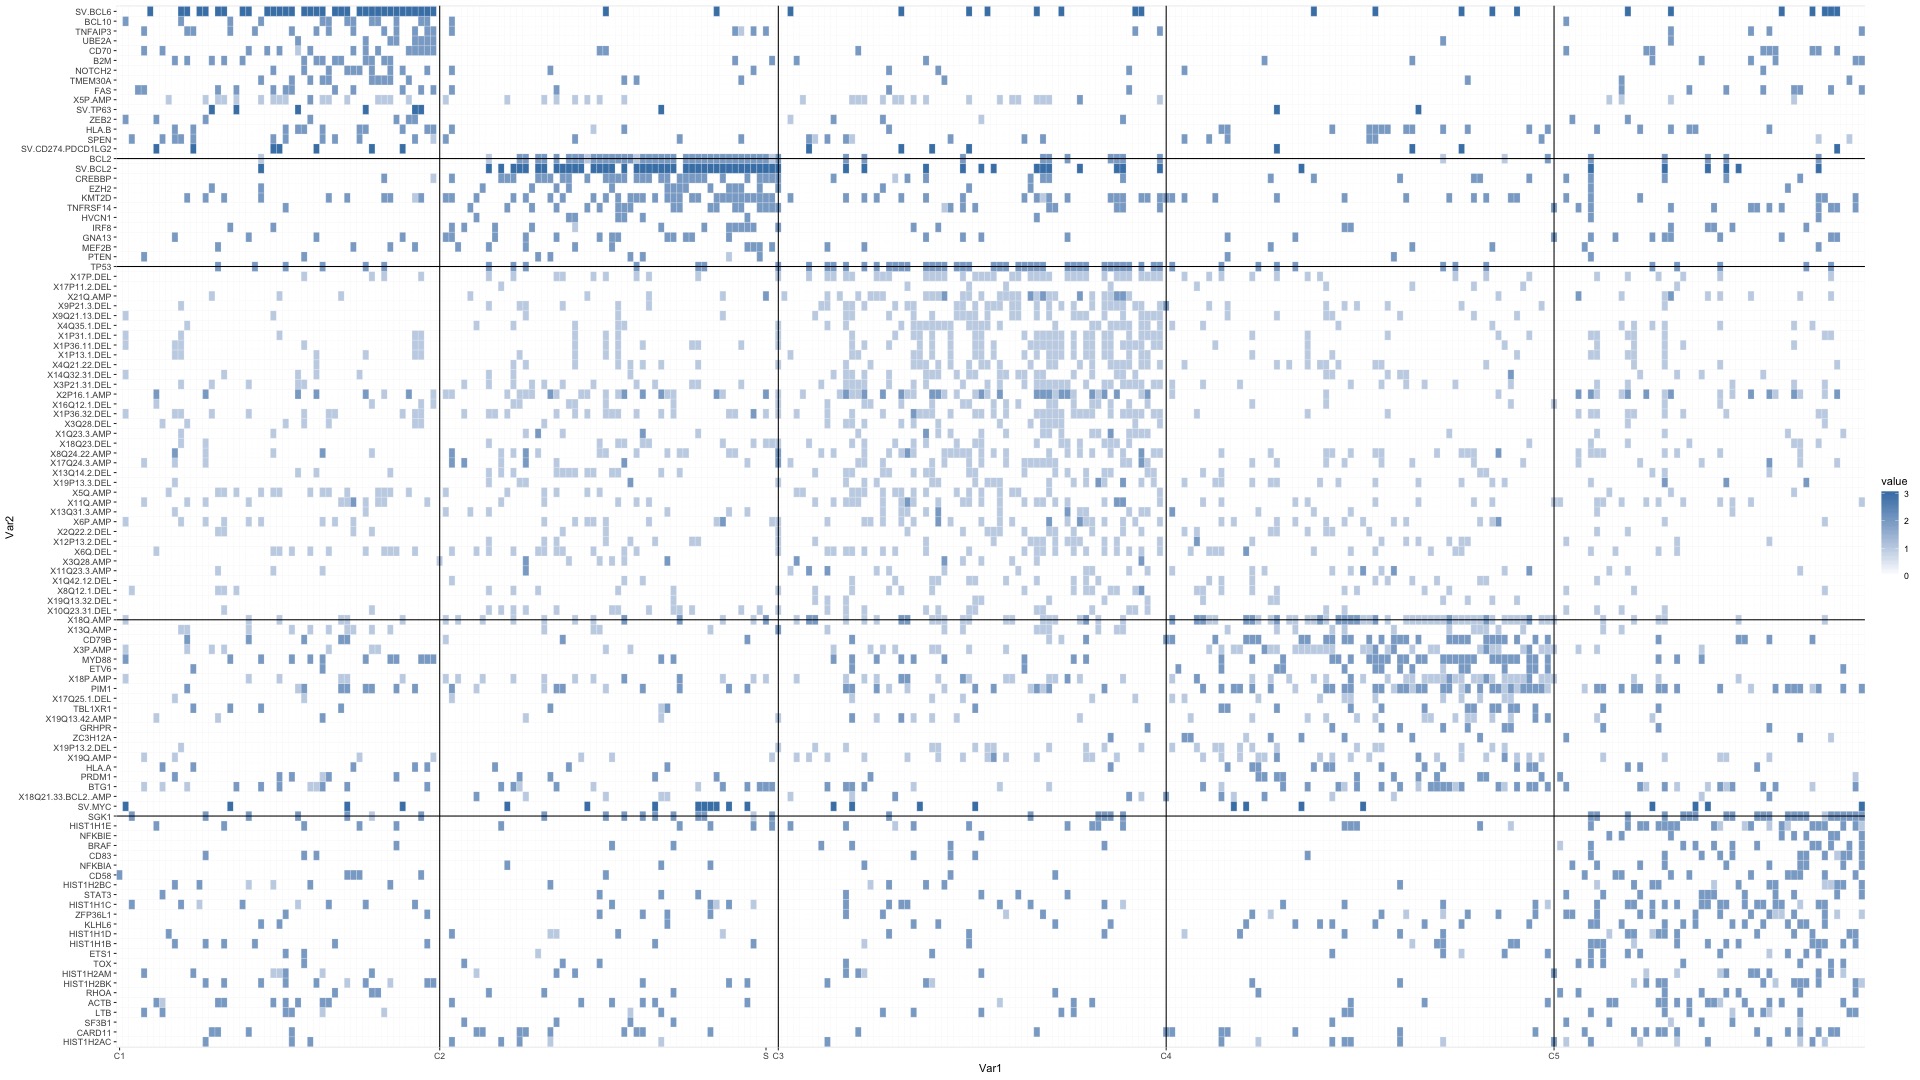 SV.BCL6
BCL10
TNFAIP3
UBE2A
CD70
B2M
NOTCH2
TMEM30A
FAS
X5P.AMP
SV.TP63
ZEB2
HLA.B
SPEN
SV.CD274.PDCD1LG2
BCL2
SV.BCL2
CREBBP
EZH2
KMT2D
TNFRSF14
HVCN1
IRF8
GNA13
MEF2B
PTEN
TP53
X17P.DEL
X17P11.2.DEL
X21Q.AMP
X9P21.3.DEL
X9Q21.13.DEL
X4Q35.1.DEL
X1P31.1.DEL
X1P36.11.DEL
X1P13.1.DEL
X4Q21.22.DEL
X14Q32.31.DEL
X3P21.31.DEL
X2P16.1.AMP
X16Q12.1.DEL
X1P36.32.DEL
X3Q28.DEL
X1Q23.3.AMP
X18Q23.DEL
X8Q24.22.AMP
X17Q24.3.AMP
X13Q14.2.DEL
X19P13.3.DEL
X5Q.AMP
X11Q.AMP
X13Q31.3.AMP
X6P.AMP
X2Q22.2.DEL
X12P13.2.DEL
X6Q.DEL
X3Q28.AMP
X11Q23.3.AMP
X1Q42.12.DEL
X8Q12.1.DEL
X19Q13.32.DEL
X10Q23.31.DEL
X18Q.AMP
X13Q.AMP
CD79B
X3P.AMP
MYD88
ETV6
X18P.AMP
PIM1
X17Q25.1.DEL
TBL1XR1
X19Q13.42.AMP
GRHPR
ZC3H12A
X19P13.2.DEL
X19Q.AMP
HLA.A
PRDM1
BTG1
X18Q21.33.BCL2..AMP
SV.MYC
SGK1
HIST1H1E
NFKBIE
BRAF
CD83
NFKBIA
CD58
HIST1H2BC
STAT3
HIST1H1C
ZFP36L1
KLHL6
HIST1H1D
HIST1H1B
ETS1
TOX
HIST1H2AM
HIST1H2BK
RHOA
ACTB
LTB
SF3B1
CARD11
HIST1H2AC
Var2
C1 C2 S C3 C4 C5
Var1
value
3
2
1
0